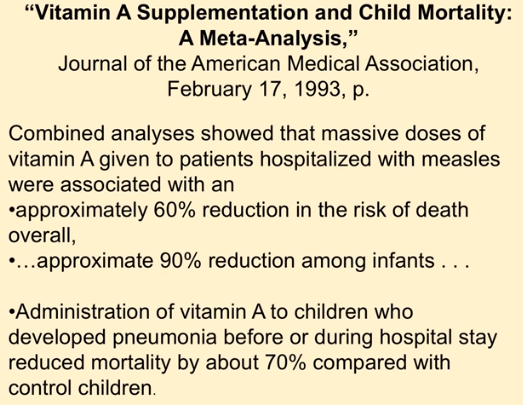 “Vitamin A Supplementation and Child Mortality:
A Meta-Analysis,”
Journal of the American Medical Association,
February 17, 1993, p.
Combined analyses showed that massive doses of
vitamin A given to patients hospitalized with measles
were associated with an
•approximately 60% reduction in the risk of death
overall,
•…approximate 90% reduction among infants . . .
•Administration of vitamin A to children who
developed pneumonia before or during hospital stay
reduced mortality by about 70% compared with
control children.